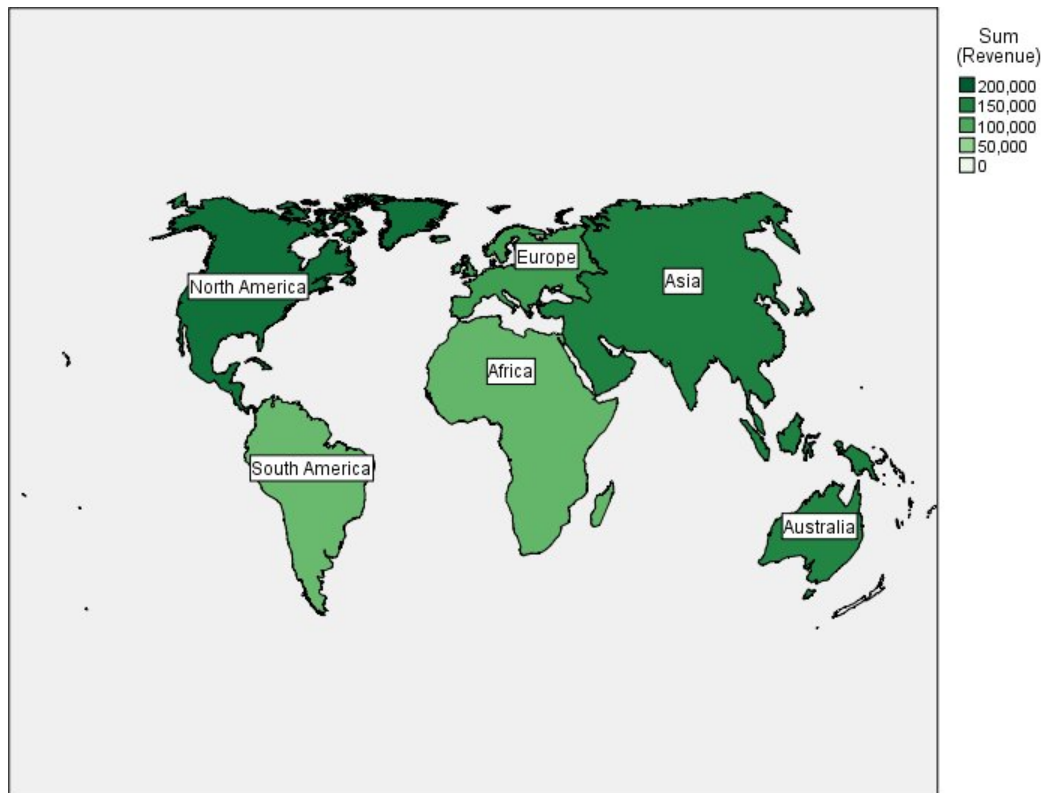 Sum
(Revenue)
200,000
150,000
100,000
50,000
0
Europe
North America
Asia
Africa
South America
Australia